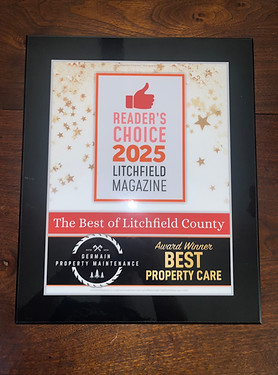 READER'S
CHOICE
2025
LITCHFIELD
MAGAZINE
The Best of Litchfield County
GERMAIN
PROPERTY MAINTENANCE
Award Winner
BEST
PROPERTY CARE